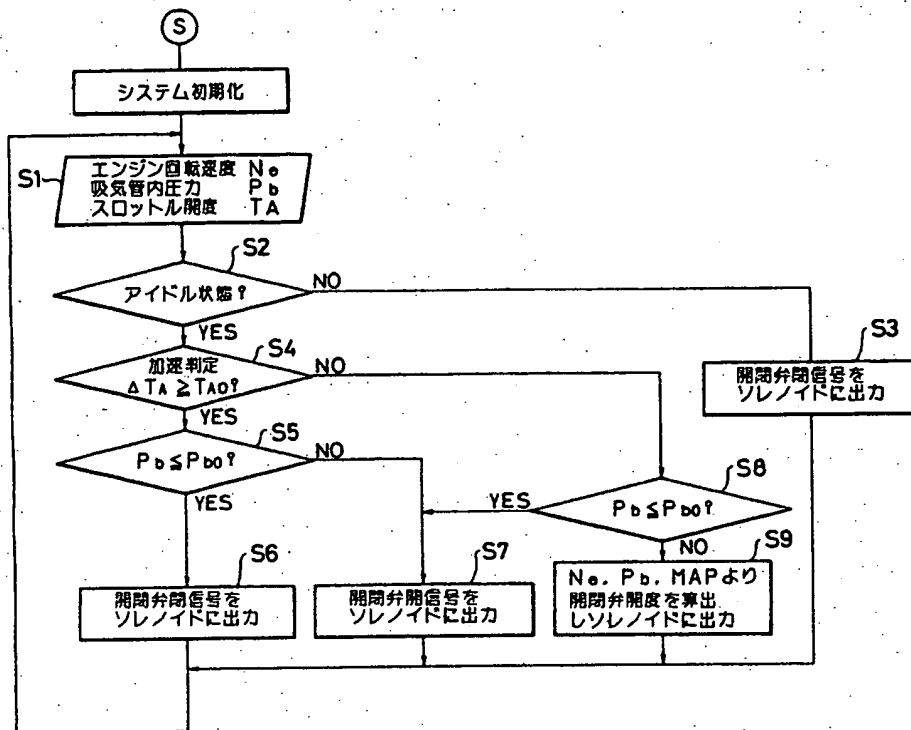 S
システム初期化
S1
エンジン回転速度 Ne
吸気管内圧力 Pb
スロットル開度 TA
S2
アイドル状態?
NO
YES
S3
開閉弁閉信号を
ソレノイドに出力
S4
加速判定
ΔTA≧TAO?
NO
YES
S5
Pb≦Pbo?
NO
YES
S8
Pb≦Pbo?
YES
NO
S6
開閉弁閉信号を
ソレノイドに出力
S7
開閉弁開信号を
ソレノイドに出力
S9
Ne. Pb. MAPより
開閉弁開度を算出
しソレノイドに出力